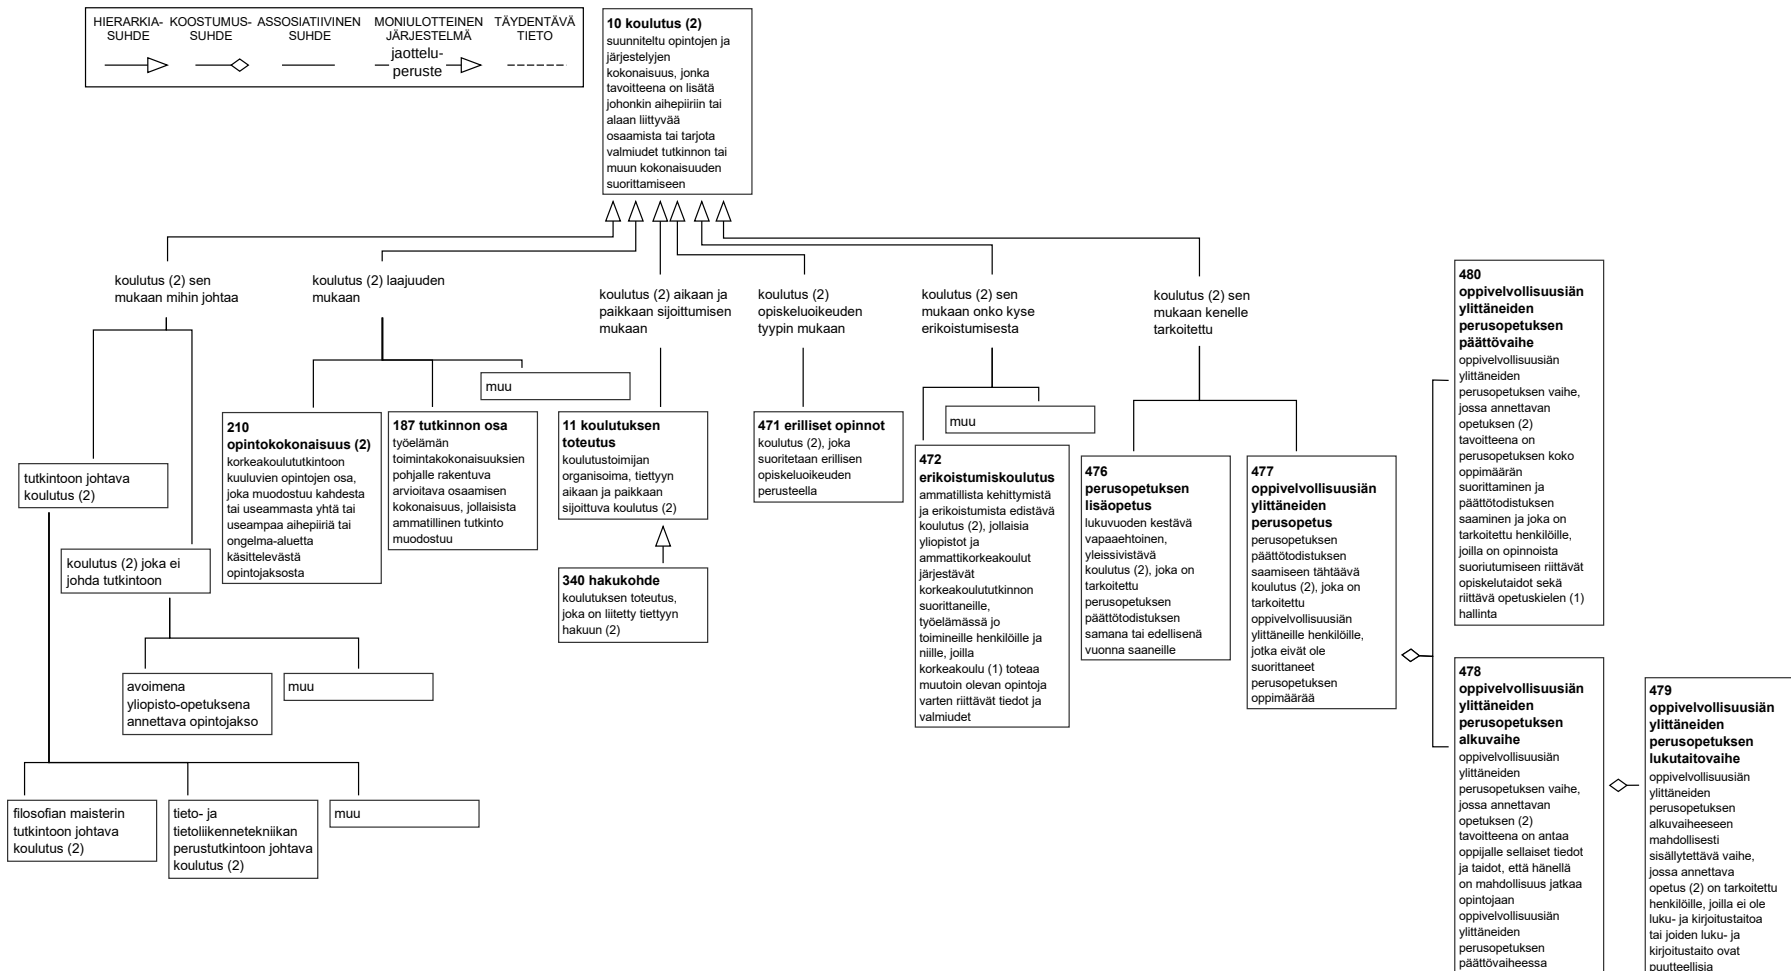 HIERARKIA-
SUHDE
KOOSTUMUS-
SUHDE
ASSOSIATIIVINEN
SUHDE
MONIULOTTEINEN
JÄRJESTELMÄ
TÄYDENTÄVÄ
TIETO
jaottelu-
peruste
10 koulutus (2)
suunniteltu opintojen ja
järjestelyjen
kokonaisuus, jonka
tavoitteena on lisätä
johonkin aihepiiriin tai
alaan liittyvää
osaamista tai tarjota
valmiudet tutkinnon tai
muun kokonaisuuden
suorittamiseen
koulutus (2) sen
mukaan mihin johtaa
koulutus (2) laajuuden
mukaan
koulutus (2) aikaan ja
paikkaan sijoittumisen
mukaan
koulutus (2)
opiskeluoikeuden
tyypin mukaan
koulutus (2) sen
mukaan onko kyse
erikoistumisesta
koulutus (2) sen
mukaan kenelle
tarkoitettu
tutkintoon johtava
koulutus (2)
koulutus (2) joka ei
johda tutkintoon
avoimena
yliopisto-opetuksena
annettava opintojakso
muu
filosofian maisterin
tutkintoon johtava
koulutus (2)
tieto- ja
tietoliikennetekniikan
perustutkintoon johtava
koulutus (2)
muu
210
opintokokonaisuus (2)
korkeakoulututkintoon
kuuluvien opintojen osa,
joka muodostuu kahdesta
tai useammasta yhtä tai
useampaa aihepiiriä tai
ongelma-aluetta
käsittelevästä
opintojaksosta
187 tutkinnon osa
työelämän
toimintakokonaisuuksien
pohjalle rakentuva
arvioitava osaamisen
kokonaisuus, jollaisista
ammatillinen tutkinto
muodostuu
muu
11 koulutuksen
toteutus
koulutustoimijan
organisoima, tiettyyn
aikaan ja paikkaan
sijoittuva koulutus (2)
340 hakukohde
koulutuksen toteutus,
joka on liitetty tiettyyn
hakuun (2)
471 erilliset opinnot
koulutus (2), joka
suoritetaan erillisen
opiskeluoikeuden
perusteella
muu
472
erikoistumiskoulutus
ammatillista kehittymistä
ja erikoistumista edistävä
koulutus (2), jollaisia
yliopistot ja
ammattikorkeakoulut
järjestävät
korkeakoulututkinnon
suorittaneille,
työelämässä jo
toimineille henkilöille ja
niille, joilla
korkeakoulu (1) toteaa
muutoin olevan opintoja
varten riittävät tiedot ja
valmiudet
476
perusopetuksen
lisäopetus
lukuvuoden kestävä
vapaaehtoinen,
yleissivistävä
koulutus (2), joka on
tarkoitettu
perusopetuksen
päättötodistuksen
samana tai edellisenä
vuonna saaneille
477
oppivelvollisuusiän
ylittäneiden
perusopetus
perusopetuksen
päättötodistuksen
saamiseen tähtäävä
koulutus (2), joka on
tarkoitettu
oppivelvollisuusiän
ylittäneille henkilöille,
jotka eivät ole
suorittaneet
perusopetuksen
oppimäärää
480
oppivelvollisuusiän
ylittäneiden
perusopetuksen
päättövaihe
oppivelvollisuusiän
ylittäneiden
perusopetuksen vaihe,
jossa annettavan
opetuksen (2)
tavoitteena on
perusopetuksen koko
oppimäärän
suorittaminen ja
päättötodistuksen
saaminen ja joka on
tarkoitettu henkilöille,
joilla on opinnoista
suoriutumiseen riittävät
opiskelutaidot sekä
riittävä opetuskielen (1)
hallinta
478
oppivelvollisuusiän
ylittäneiden
perusopetuksen
alkuvaihe
oppivelvollisuusiän
ylittäneiden
perusopetuksen vaihe,
jossa annettavan
opetuksen (2)
tavoitteena on antaa
oppijalle sellaiset tiedot
ja taidot, että hänellä
on mahdollisuus jatkaa
opintojaan
oppivelvollisuusiän
ylittäneiden
perusopetuksen
päättövaiheessa
479
oppivelvollisuusiän
ylittäneiden
perusopetuksen
lukutaitovaihe
oppivelvollisuusiän
ylittäneiden
perusopetuksen
alkuvaiheeseen
mahdollisesti
sisällytettävä vaihe,
jossa annettava
opetus (2) on tarkoitettu
henkilöille, joilla ei ole
luku- ja kirjoitustaitoa
tai joiden luku- ja
kirjoitustaito ovat
puutteellisia